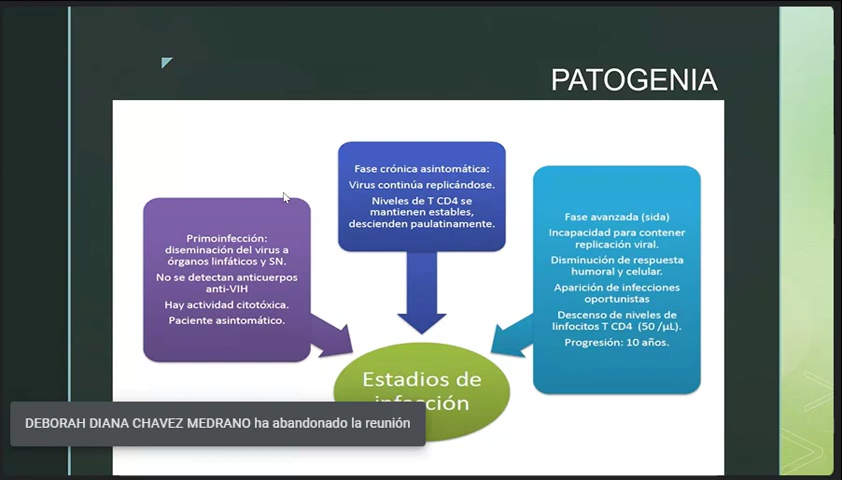 PATOGENIA
Primoinfección:
diseminación del virus a
órganos linfáticos y SN.
No se detectan anticuerpos
anti-VIH
Hay actividad citotóxica.
Paciente asintomático.
Fase crónica asintomática:
Virus continúa replicándose.
Niveles de T CD4 se
mantienen estables,
descienden paulatinamente.
Fase avanzada (sida)
Incapacidad para contener
replicación viral.
Disminución de respuesta
humoral y celular.
Aparición de infecciones
oportunistas
Descenso de niveles de
linfocitos T CD4 (50 /µL).
Progresión: 10 años.
Estadios de
infección
DEBORAH DIANA CHAVEZ MEDRANO ha abandonado la reunión